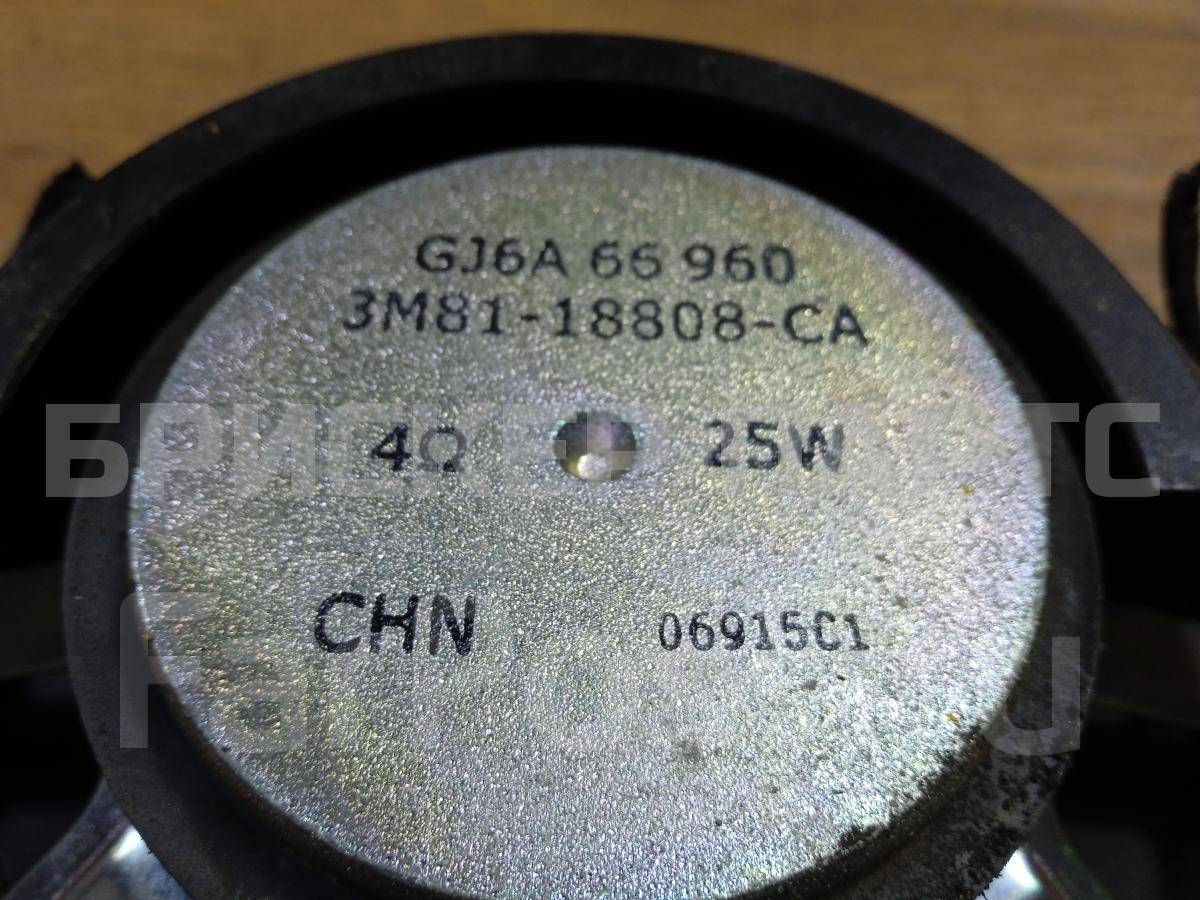 GJ6A 66 960
3M81-18808-CA
4Ω 25W
CHN 06915C1